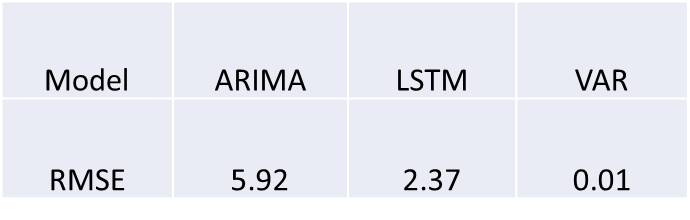 Model ARIMA LSTM VAR
RMSE 5.92 2.37 0.01